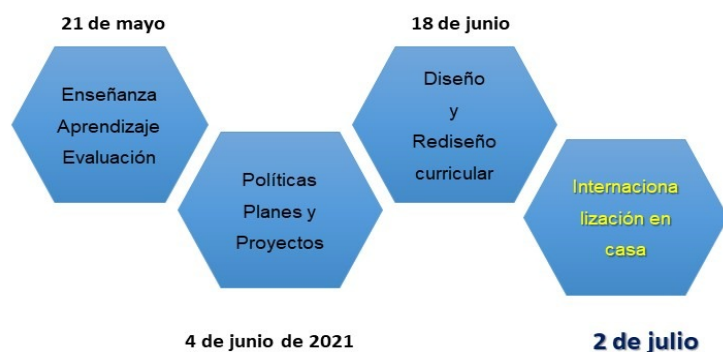 21 de mayo
Enseñanza
Aprendizaje
Evaluación
Políticas
Planes y
Proyectos
4 de junio de 2021
18 de junio
Diseño
y
Rediseño
curricular
Internaciona
lización en
casa
2 de julio